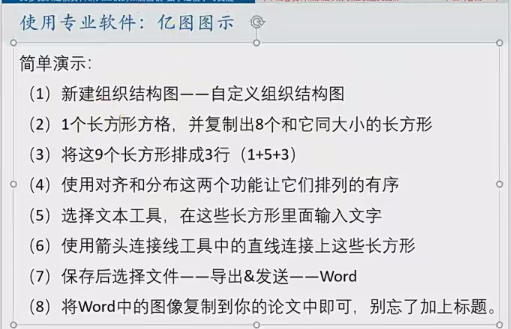 使用专业软件：亿图图示
简单演示：
（1）新建组织结构图——自定义组织结构图
（2）1个长方形方格，并复制出8个和它同大小的长方形
（3）将这9个长方形排成3行（1+5+3）
（4）使用对齐和分布这两个功能让它们排列的有序
（5）选择文本工具，在这些长方形里面输入文字
（6）使用箭头连接线工具中的直线连接上这些长方形
（7）保存后选择文件——导出&发送——Word
（8）将Word中的图像复制到你的论文中即可，别忘了加上标题。